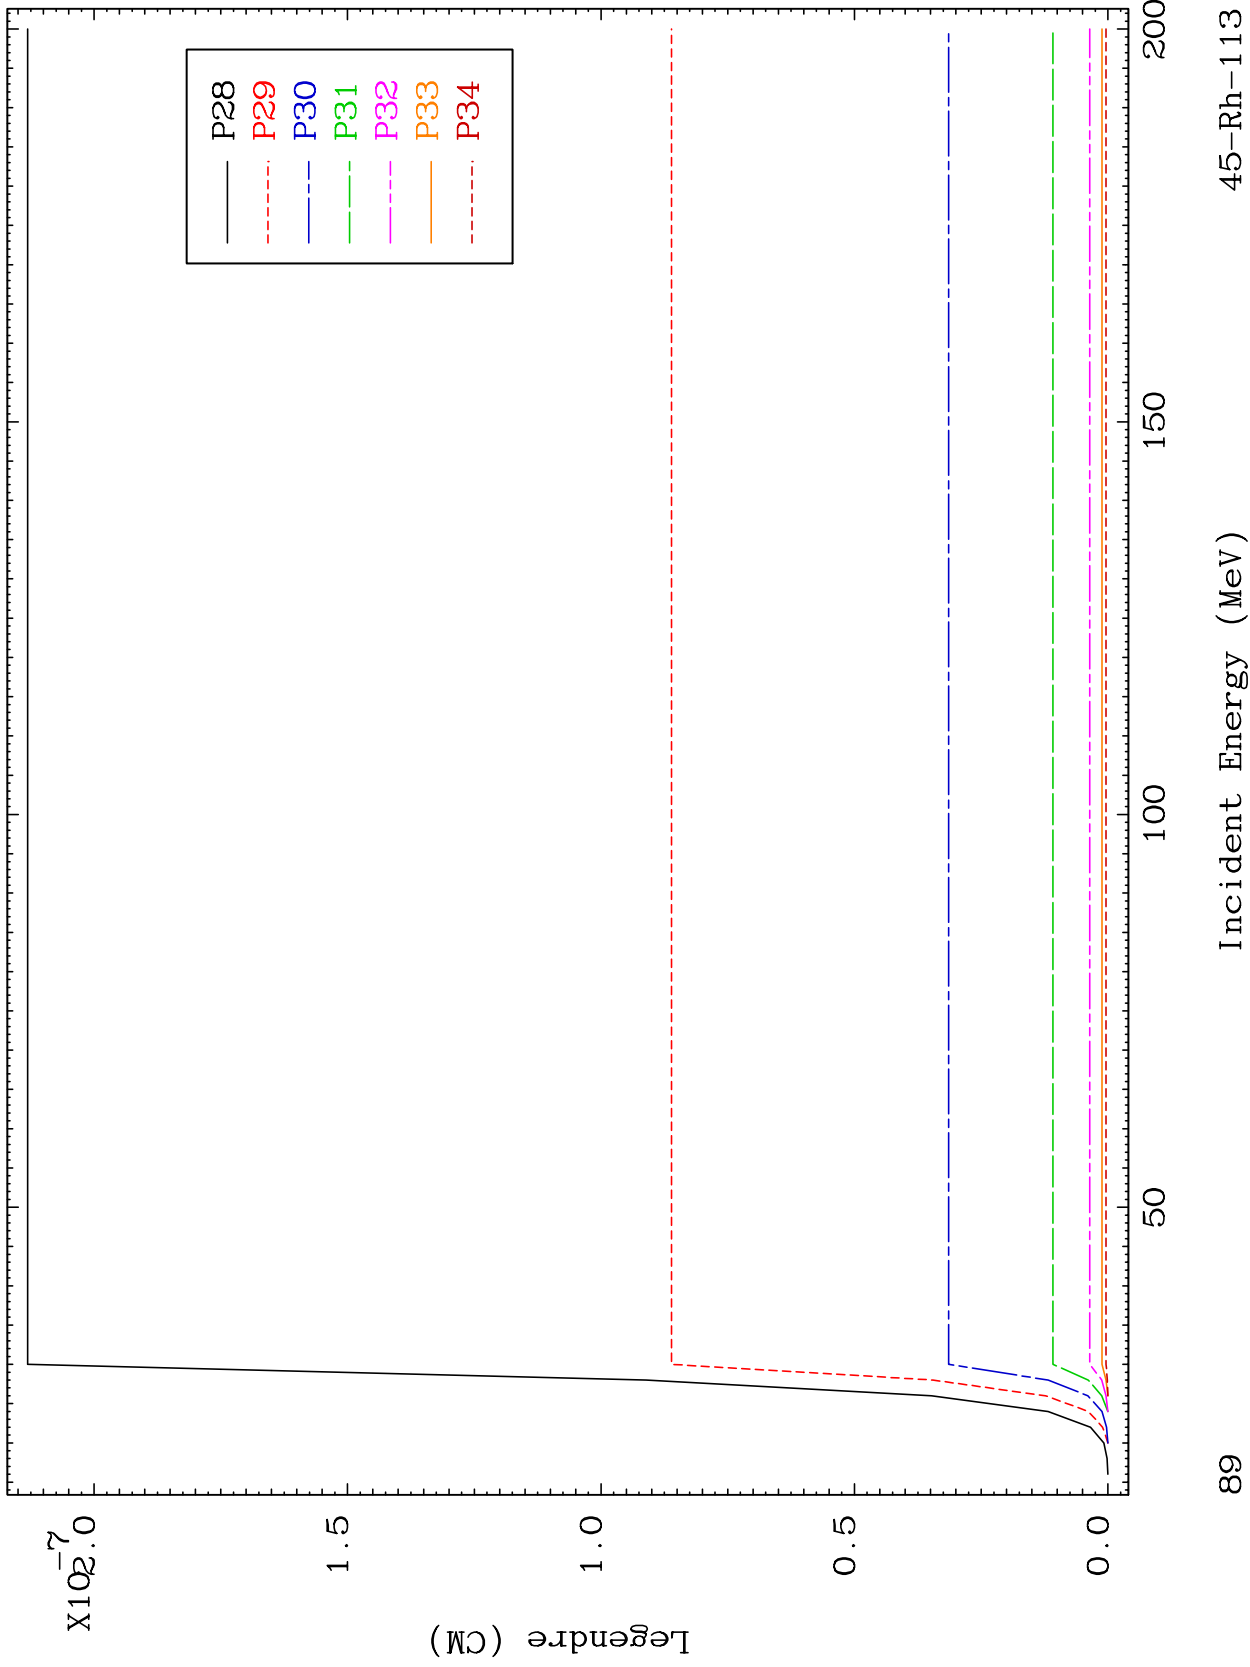 X10⁻⁷
2.0
1.5
1.0
0.5
0.0
Legendre (CM)
P28
P29
P30
P31
P32
P33
P34
50
100
150
200
89
Incident Energy (MeV)
45-Rh-113